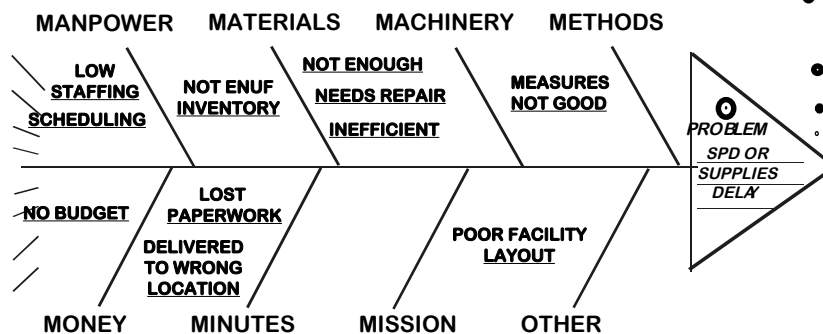 MANPOWER MATERIALS MACHINERY METHODS
LOW
STAFFING
SCHEDULING
NOT ENUF
INVENTORY
NOT ENOUGH
NEEDS REPAIR
INEFFICIENT
MEASURES
NOT GOOD
PROBLEM
SPD OR
SUPPLIES
DELAY
NO BUDGET
LOST
PAPERWORK
DELIVERED
TO WRONG
LOCATION
POOR FACILITY
LAYOUT
MONEY MINUTES MISSION OTHER